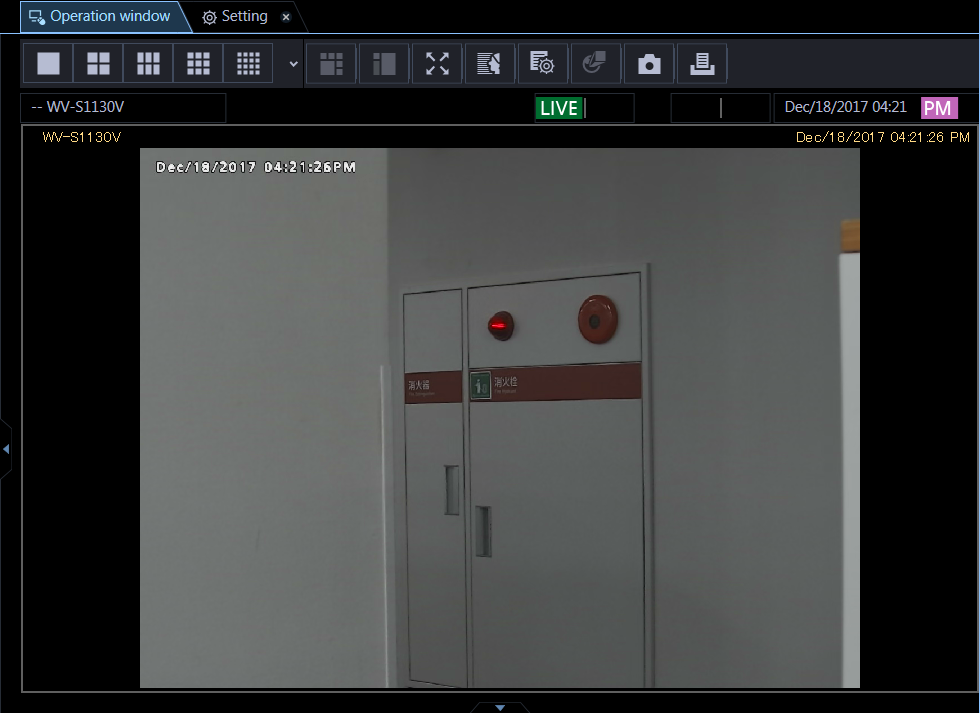 Operation window
Setting
-- WV-S1130V
LIVE
Dec/18/2017 04:21 PM
WV-S1130V
Dec/18/2017 04:21:26 PM
Dec/18/2017 04:21:26PM
消火器
消火栓